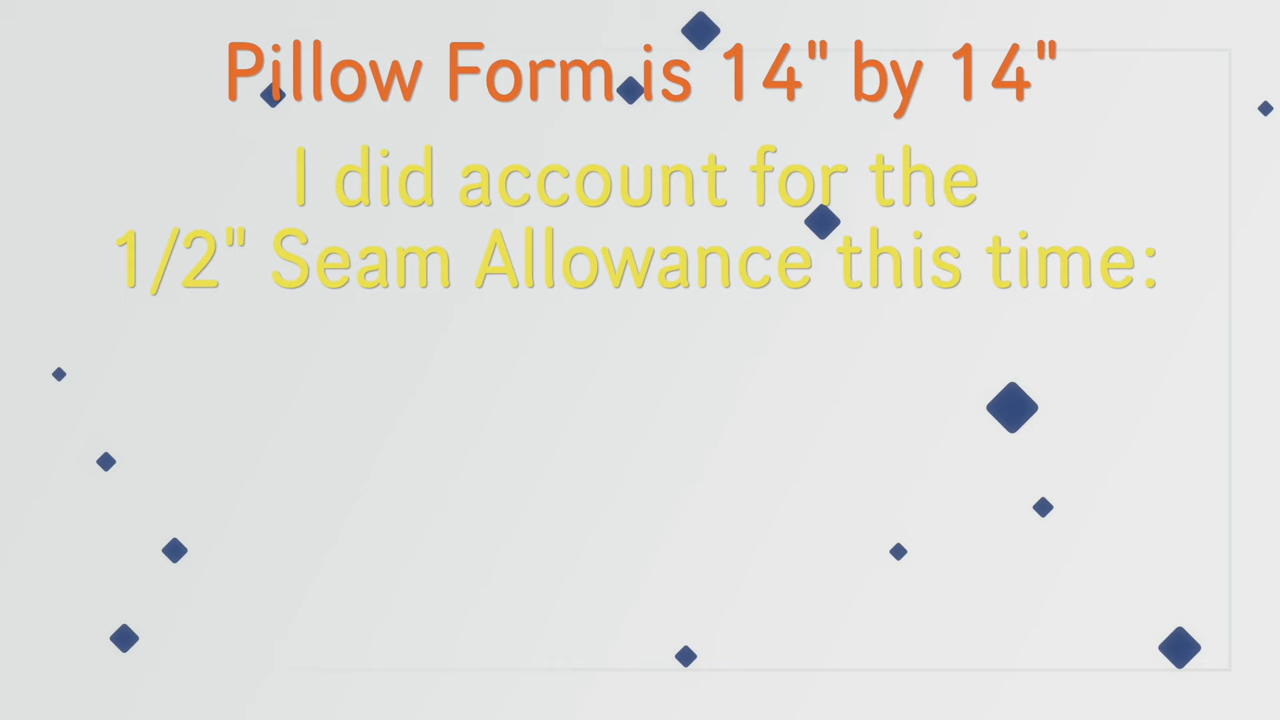 Pillow Form is 14" by 14"
I did account for the
1/2" Seam Allowance this time: